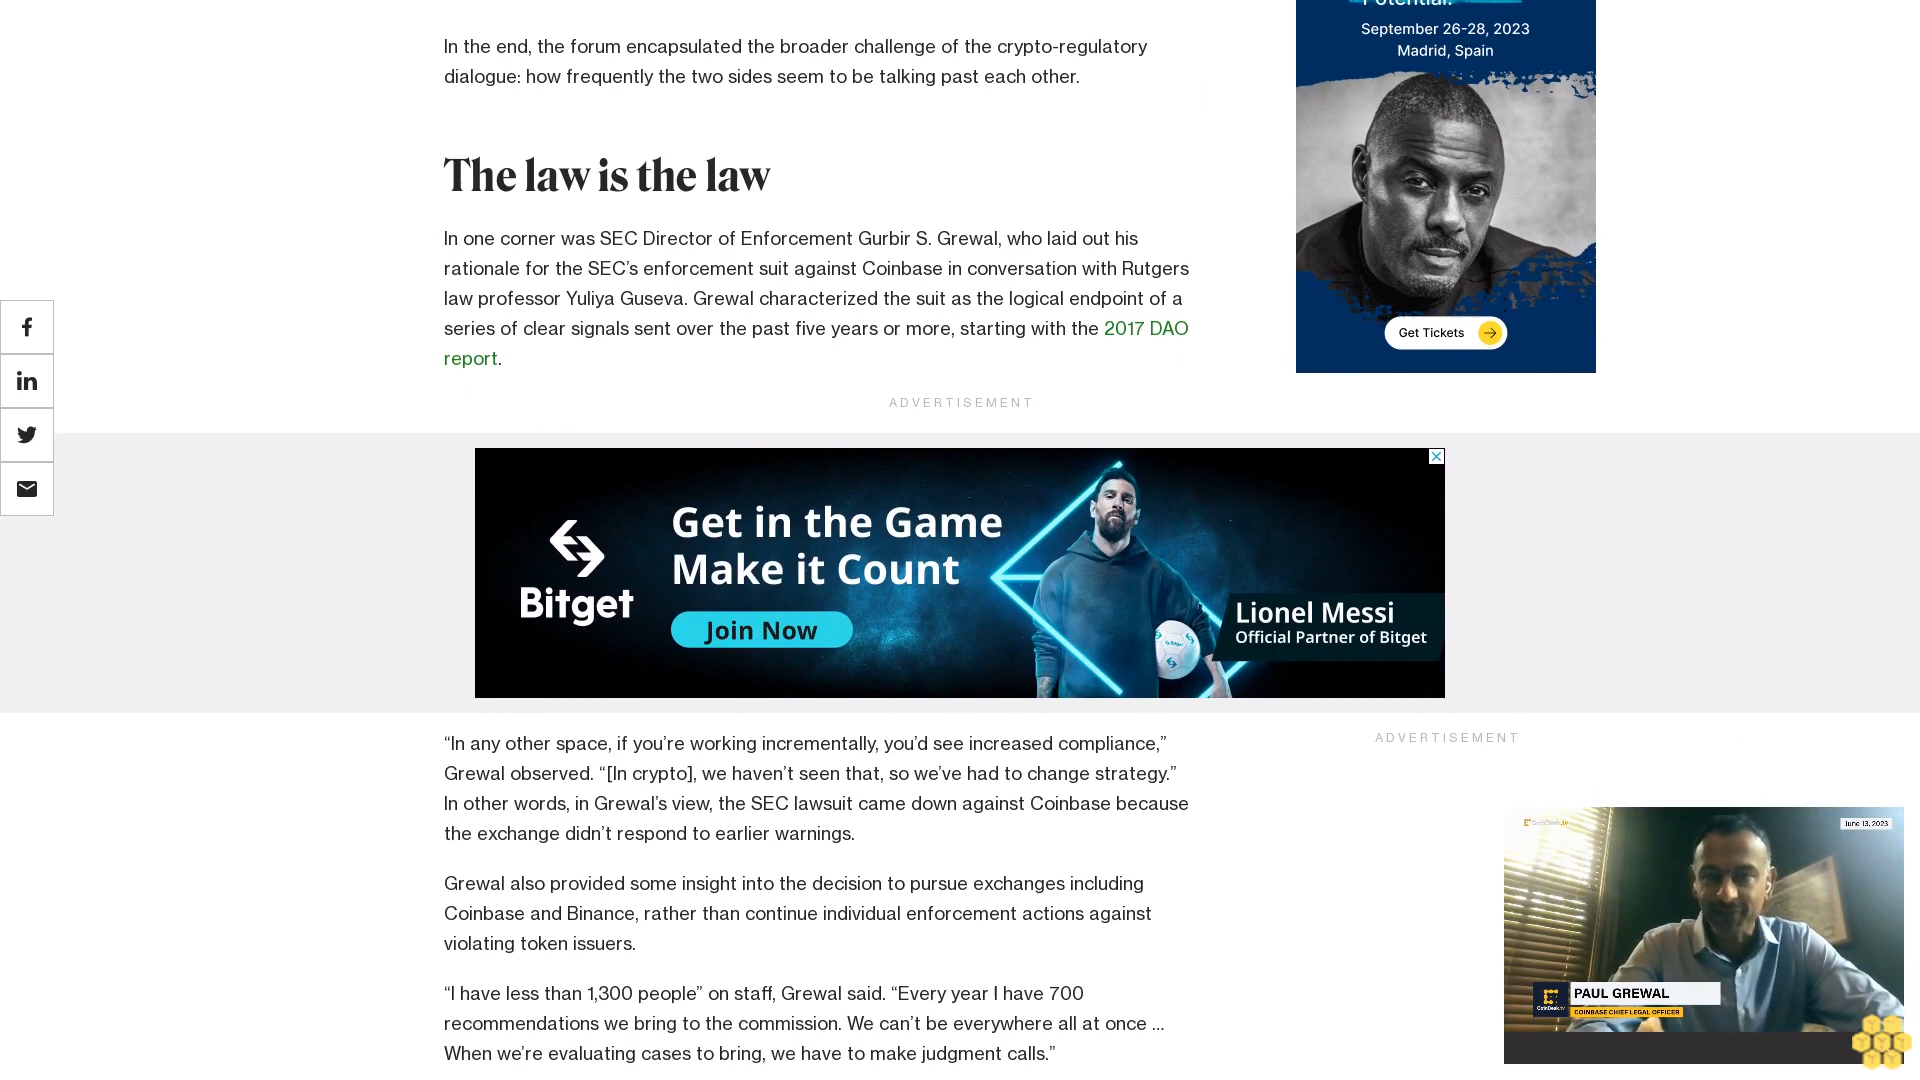 Potential.
September 26-28, 2023
Madrid, Spain
Get Tickets
In the end, the forum encapsulated the broader challenge of the crypto-regulatory
dialogue: how frequently the two sides seem to be talking past each other.
The law is the law
In one corner was SEC Director of Enforcement Gurbir S. Grewal, who laid out his
rationale for the SEC’s enforcement suit against Coinbase in conversation with Rutgers
law professor Yuliya Guseva. Grewal characterized the suit as the logical endpoint of a
series of clear signals sent over the past five years or more, starting with the 2017 DAO
report.
ADVERTISEMENT
Bitget
Get in the Game
Make it Count
Join Now
Lionel Messi
Official Partner of Bitget
“In any other space, if you’re working incrementally, you’d see increased compliance,”
Grewal observed. “[In crypto], we haven’t seen that, so we’ve had to change strategy.”
In other words, in Grewal’s view, the SEC lawsuit came down against Coinbase because
the exchange didn’t respond to earlier warnings.
Grewal also provided some insight into the decision to pursue exchanges including
Coinbase and Binance, rather than continue individual enforcement actions against
violating token issuers.
“I have less than 1,300 people” on staff, Grewal said. “Every year I have 700
recommendations we bring to the commission. We can’t be everywhere all at once …
When we’re evaluating cases to bring, we have to make judgment calls.”
ADVERTISEMENT
CoinDesk.tv
June 13, 2023
CoinDesk.tv
PAUL GREWAL
COINBASE CHIEF LEGAL OFFICER